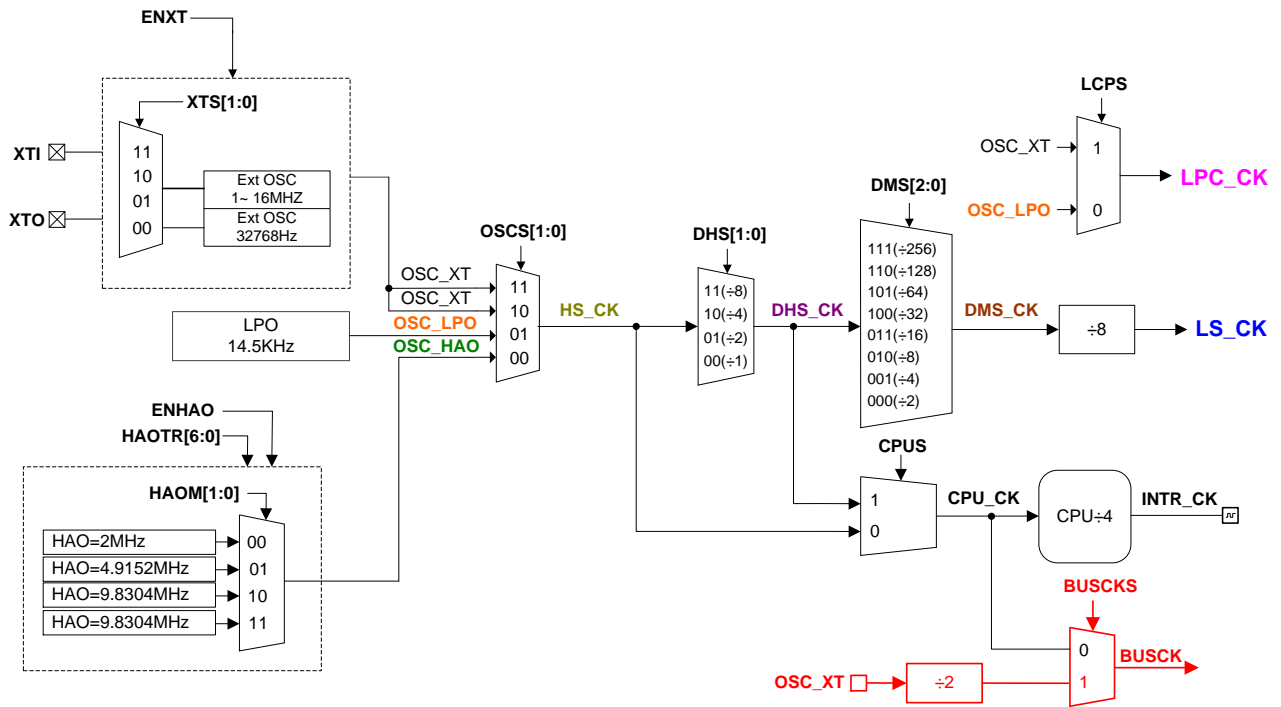 ENXT
XTS[1:0]
XTI
XTO
11
10
01
00
Ext OSC
1~ 16MHZ
Ext OSC
32768Hz
LPO
14.5KHz
OSC_XT
OSC_XT
OSC_LPO
OSC_HAO
OSCS[1:0]
11
10
01
00
HS_CK
ENHAO
HAOTR[6:0]
HAOM[1:0]
HAO=2MHz
HAO=4.9152MHz
HAO=9.8304MHz
HAO=9.8304MHz
00
01
10
11
DHS[1:0]
11(÷8)
10(÷4)
01(÷2)
00(÷1)
DHS_CK
DMS[2:0]
111(÷256)
110(÷128)
101(÷64)
100(÷32)
011(÷16)
010(÷8)
001(÷4)
000(÷2)
DMS_CK
÷8
LS_CK
LCPS
OSC_XT
OSC_LPO
1
0
LPC_CK
CPUS
1
0
CPU_CK
CPU÷4
INTR_CK
BUSCKS
0
1
BUSCK
OSC_XT
÷2